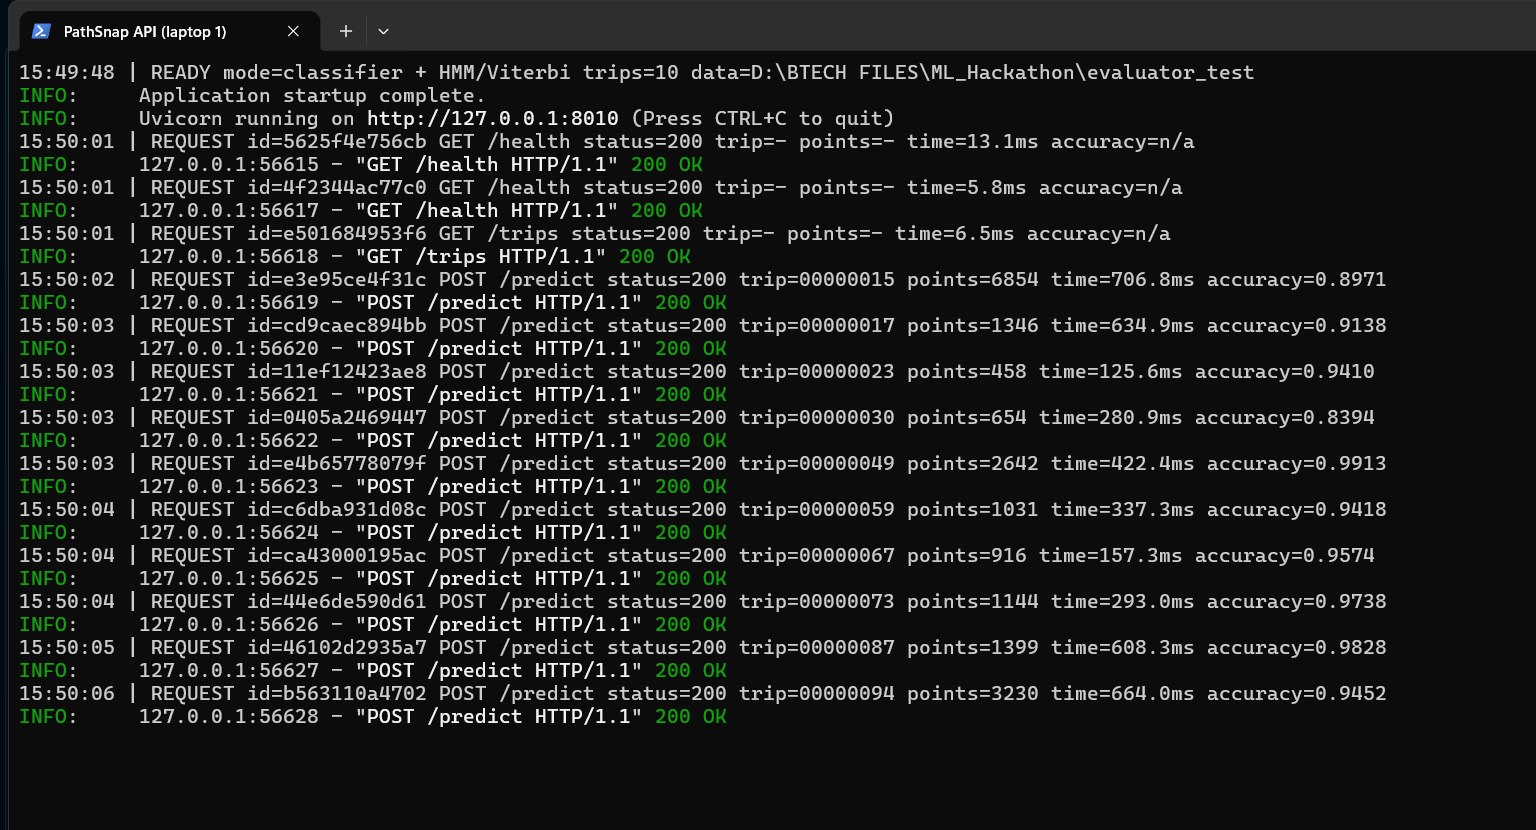 PathSnap API (laptop 1)
15:49:48 | READY mode=classifier + HMM/Viterbi trips=10 data=D:\BTECH FILES\ML_Hackathon\evaluator_test
INFO:     Application startup complete.
INFO:     Uvicorn running on http://127.0.0.1:8010 (Press CTRL+C to quit)
15:50:01 | REQUEST id=5625f4e756cb GET /health status=200 trip=- points=- time=13.1ms accuracy=n/a
INFO:     127.0.0.1:56615 - "GET /health HTTP/1.1" 200 OK
15:50:01 | REQUEST id=4f2344ac77c0 GET /health status=200 trip=- points=- time=5.8ms accuracy=n/a
INFO:     127.0.0.1:56617 - "GET /health HTTP/1.1" 200 OK
15:50:01 | REQUEST id=e501684953f6 GET /trips status=200 trip=- points=- time=6.5ms accuracy=n/a
INFO:     127.0.0.1:56618 - "GET /trips HTTP/1.1" 200 OK
15:50:02 | REQUEST id=e3e95ce4f31c POST /predict status=200 trip=00000015 points=6854 time=706.8ms accuracy=0.8971
INFO:     127.0.0.1:56619 - "POST /predict HTTP/1.1" 200 OK
15:50:03 | REQUEST id=cd9caec894bb POST /predict status=200 trip=00000017 points=1346 time=634.9ms accuracy=0.9138
INFO:     127.0.0.1:56620 - "POST /predict HTTP/1.1" 200 OK
15:50:03 | REQUEST id=11ef12423ae8 POST /predict status=200 trip=00000023 points=458 time=125.6ms accuracy=0.9410
INFO:     127.0.0.1:56621 - "POST /predict HTTP/1.1" 200 OK
15:50:03 | REQUEST id=0405a2469447 POST /predict status=200 trip=00000030 points=654 time=280.9ms accuracy=0.8394
INFO:     127.0.0.1:56622 - "POST /predict HTTP/1.1" 200 OK
15:50:03 | REQUEST id=e4b65778079f POST /predict status=200 trip=00000049 points=2642 time=422.4ms accuracy=0.9913
INFO:     127.0.0.1:56623 - "POST /predict HTTP/1.1" 200 OK
15:50:04 | REQUEST id=c6dba931d08c POST /predict status=200 trip=00000059 points=1031 time=337.3ms accuracy=0.9418
INFO:     127.0.0.1:56624 - "POST /predict HTTP/1.1" 200 OK
15:50:04 | REQUEST id=ca43000195ac POST /predict status=200 trip=00000067 points=916 time=157.3ms accuracy=0.9574
INFO:     127.0.0.1:56625 - "POST /predict HTTP/1.1" 200 OK
15:50:04 | REQUEST id=44e6de590d61 POST /predict status=200 trip=00000073 points=1144 time=293.0ms accuracy=0.9738
INFO:     127.0.0.1:56626 - "POST /predict HTTP/1.1" 200 OK
15:50:05 | REQUEST id=46102d2935a7 POST /predict status=200 trip=00000087 points=1399 time=608.3ms accuracy=0.9828
INFO:     127.0.0.1:56627 - "POST /predict HTTP/1.1" 200 OK
15:50:06 | REQUEST id=b563110a4702 POST /predict status=200 trip=00000094 points=3230 time=664.0ms accuracy=0.9452
INFO:     127.0.0.1:56628 - "POST /predict HTTP/1.1" 200 OK